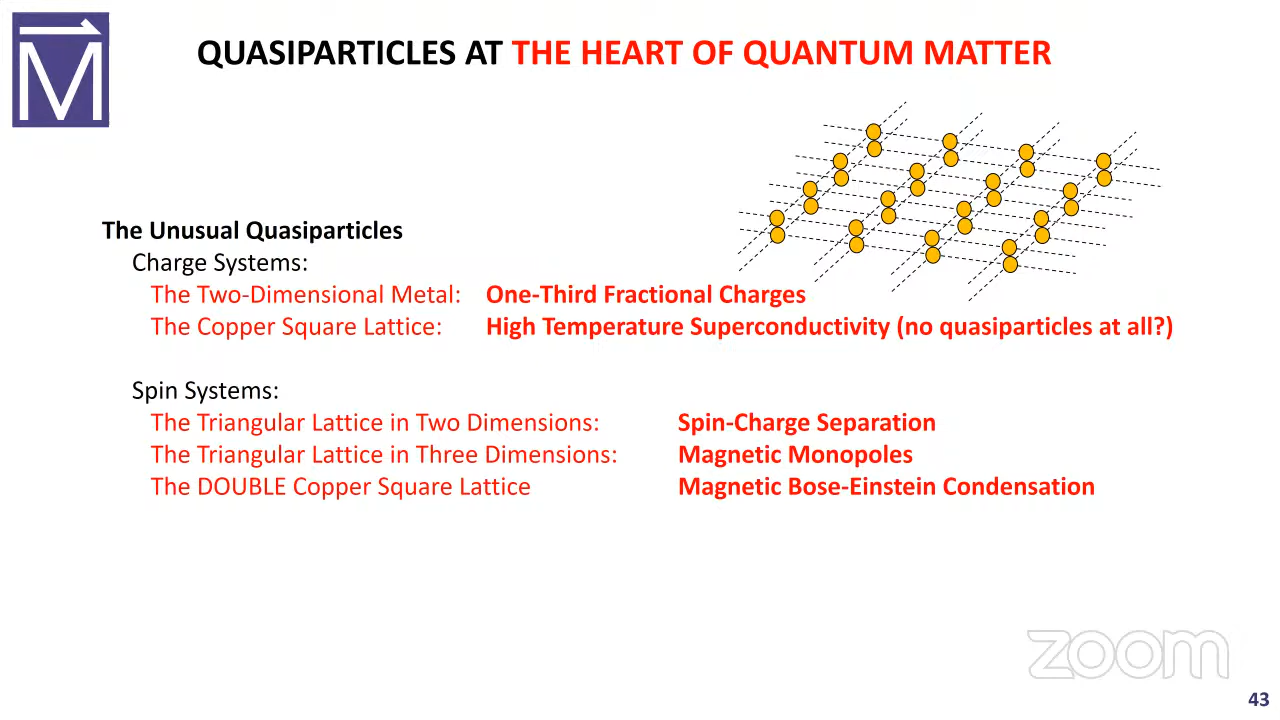 M
QUASIPARTICLES AT THE HEART OF QUANTUM MATTER
The Unusual Quasiparticles
Charge Systems:
The Two-Dimensional Metal: One-Third Fractional Charges
The Copper Square Lattice: High Temperature Superconductivity (no quasiparticles at all?)
Spin Systems:
The Triangular Lattice in Two Dimensions: Spin-Charge Separation
The Triangular Lattice in Three Dimensions: Magnetic Monopoles
The DOUBLE Copper Square Lattice Magnetic Bose-Einstein Condensation
zoom
43